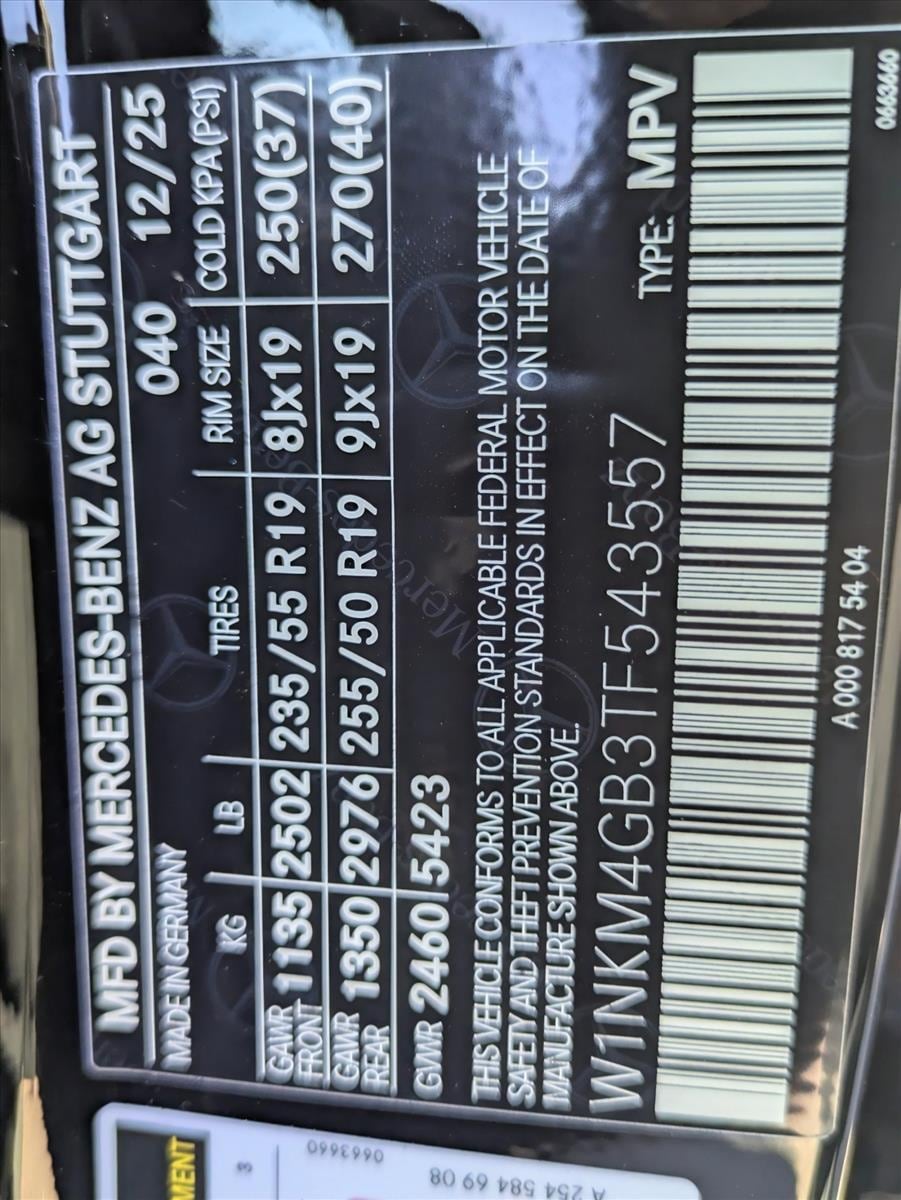 MFD BY MERCEDES-BENZ AG STUTTGART
MADE IN GERMANY 040 12/25
KG LB TIRES RIM SIZE COLD KPA(PSI)
GAWR FRONT 1135 2502 235/55 R19 8Jx19 250(37)
GAWR REAR 1350 2976 255/50 R19 9Jx19 270(40)
GVWR 2460 5423
THIS VEHICLE CONFORMS TO ALL APPLICABLE FEDERAL MOTOR VEHICLE
SAFETY AND THEFT PREVENTION STANDARDS IN EFFECT ON THE DATE OF
MANUFACTURE SHOWN ABOVE.
W1NKM4GB3TF543557 TYPE: MPV
A 000 817 54 04 0663660
MENT
3
0663660
A 254 584 69 08